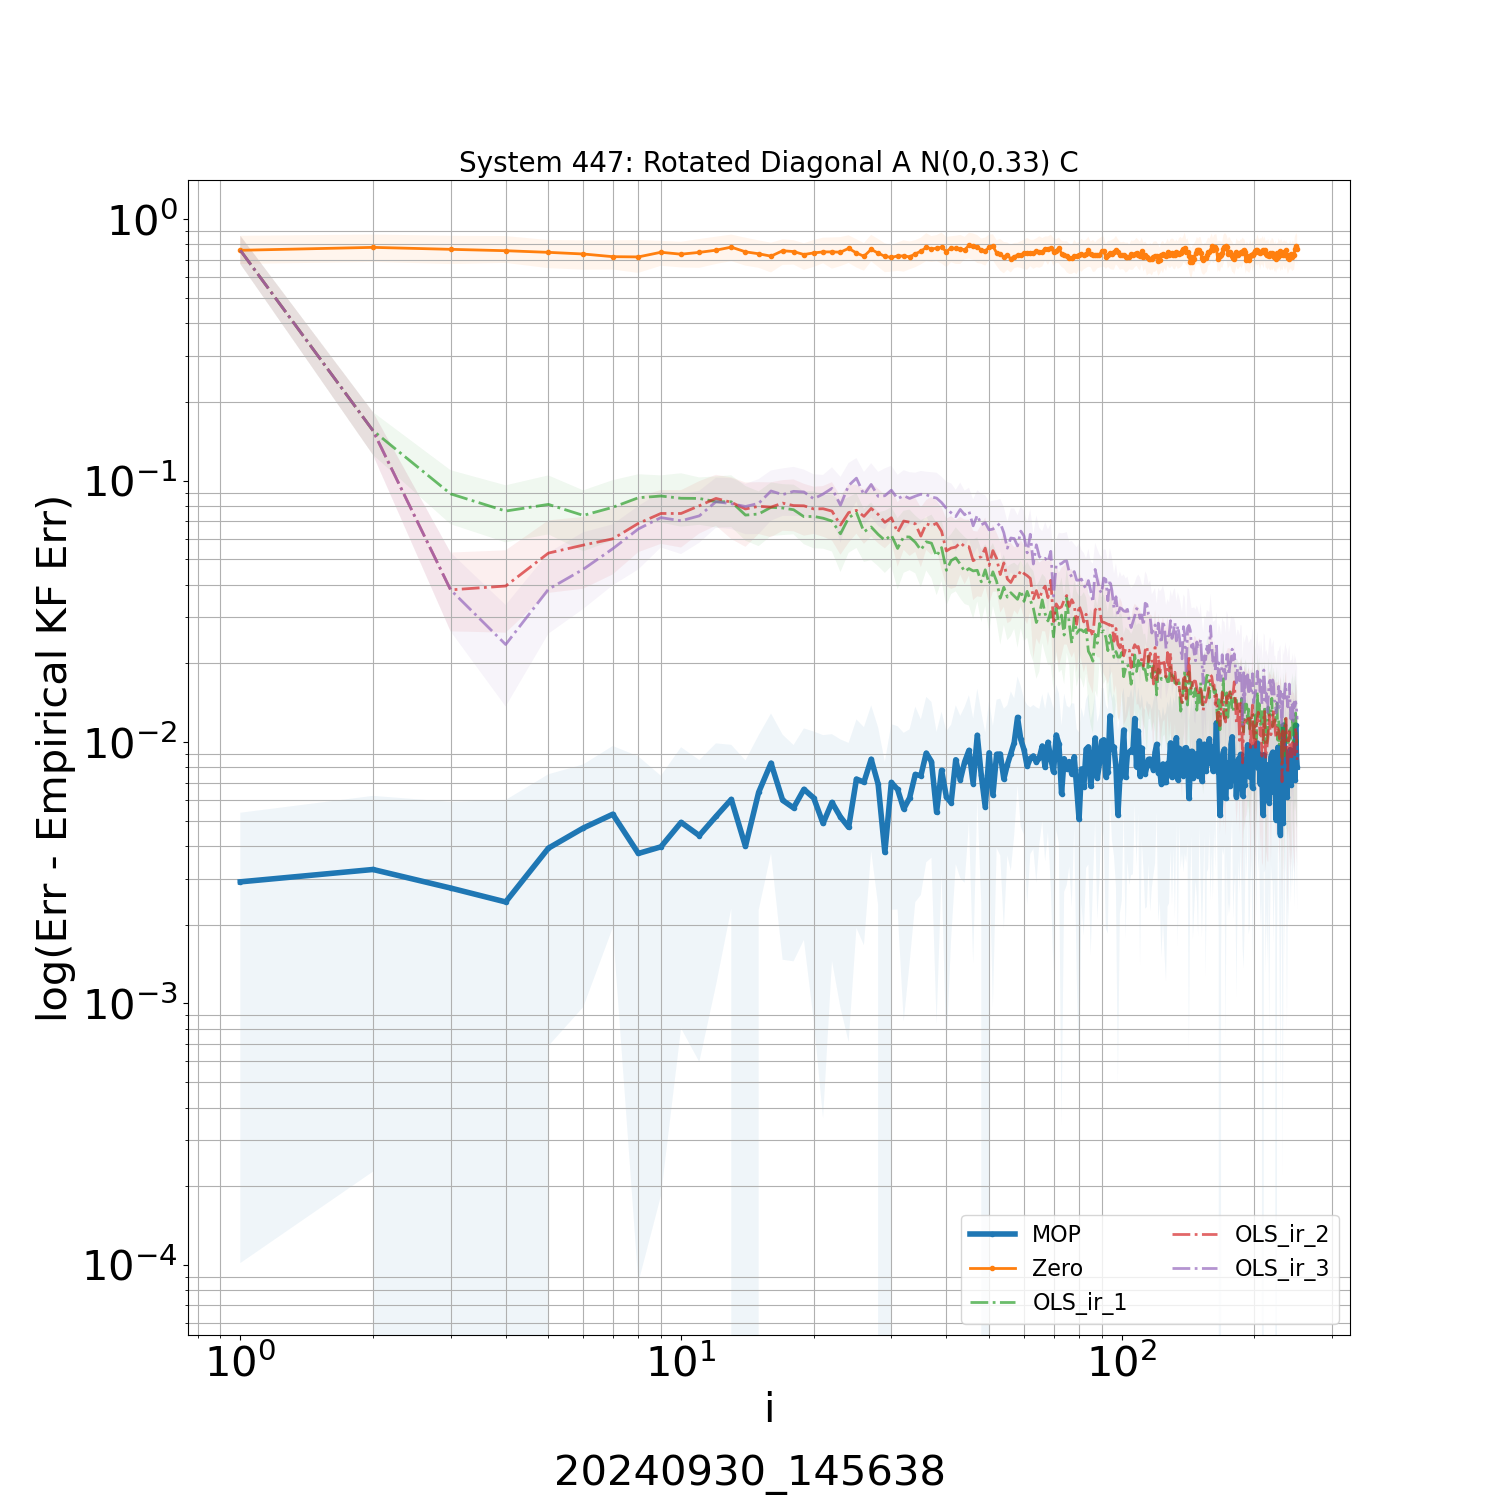 System 447: Rotated Diagonal A N(0,0.33) C
log(Err - Empirical KF Err)
10^0
10^-1
10^-2
10^-3
10^-4
10^0 10^1 10^2
i
20240930_145638
MOP
Zero
OLS_ir_1
OLS_ir_2
OLS_ir_3